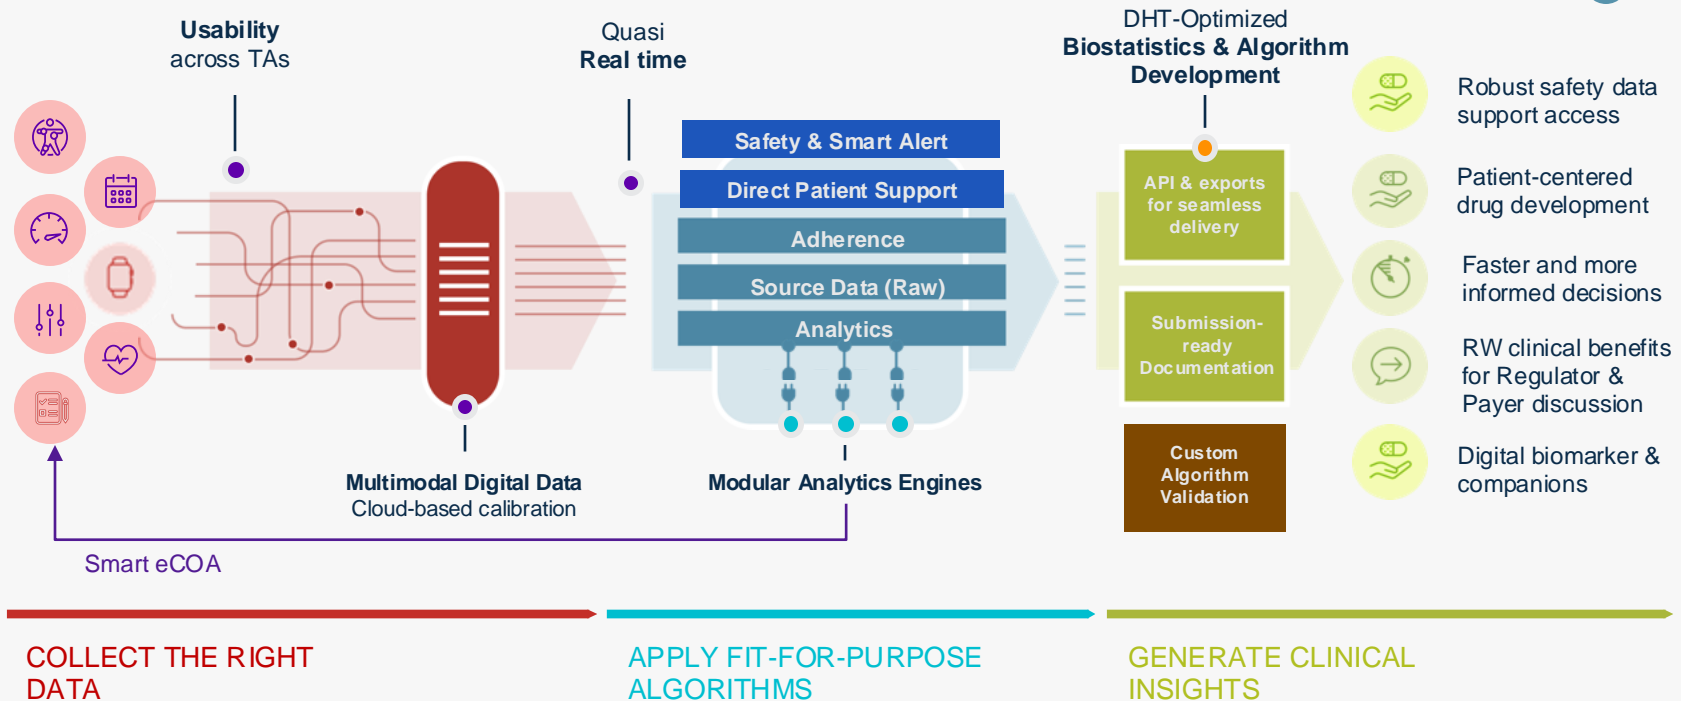 Usability
across TAs
Quasi
Real time
DHT-Optimized
Biostatistics & Algorithm
Development
Safety & Smart Alert
Direct Patient Support
Adherence
Source Data (Raw)
Analytics
API & exports
for seamless
delivery
Submission-
ready
Documentation
Custom
Algorithm
Validation
Robust safety data
support access
Patient-centered
drug development
Faster and more
informed decisions
RW clinical benefits
for Regulator &
Payer discussion
Digital biomarker &
companions
Multimodal Digital Data
Cloud-based calibration
Modular Analytics Engines
Smart eCOA
COLLECT THE RIGHT
DATA
APPLY FIT-FOR-PURPOSE
ALGORITHMS
GENERATE CLINICAL
INSIGHTS